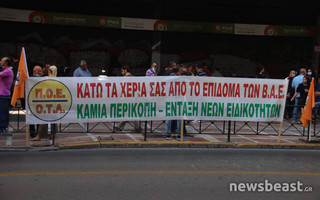 Π.Ο.Ε.
Ο.Τ.Α.
ΚΑΤΩ ΤΑ ΧΕΡΙΑ ΣΑΣ ΑΠΟ ΤΟ ΕΠΙΔΟΜΑ ΤΩΝ Β.Α.Ε.
ΚΑΜΙΑ ΠΕΡΙΚΟΠΗ - ΕΝΤΑΞΗ ΝΕΩΝ ΕΙΔΙΚΟΤΗΤΩΝ
newsbeast.gr